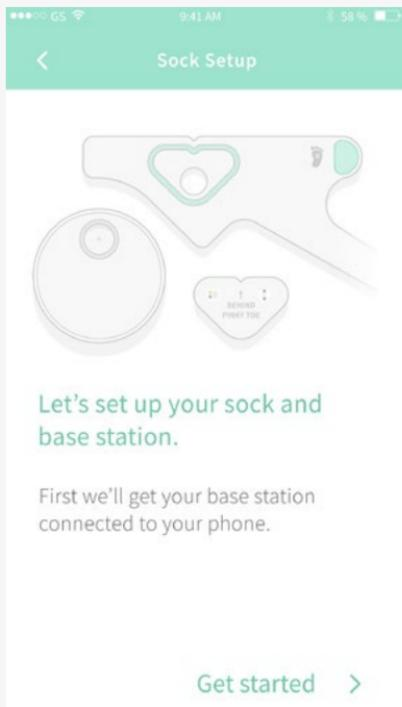 GS 9:41 AM 58 %
Sock Setup
BEHIND
PINKY TOE
Let's set up your sock and
base station.
First we'll get your base station
connected to your phone.
Get started